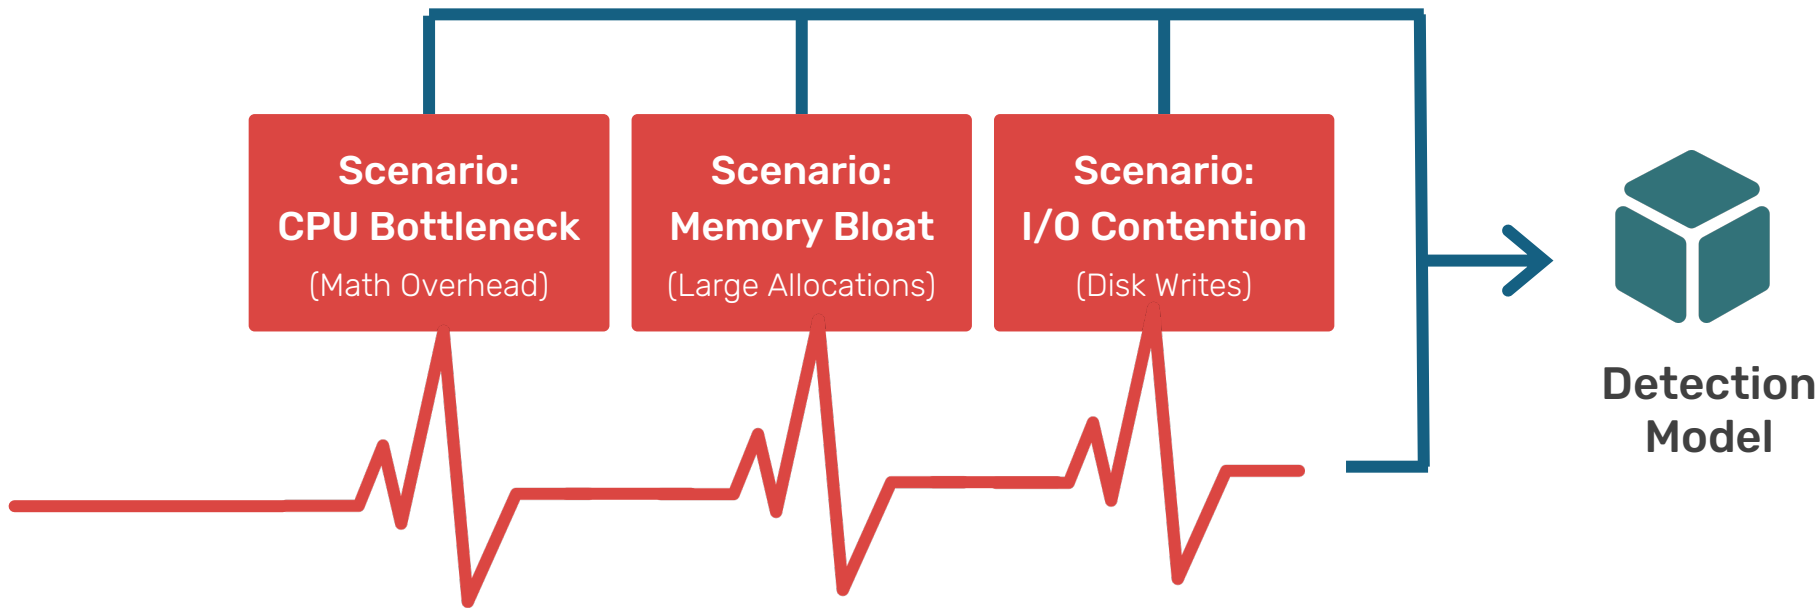 Scenario:
CPU Bottleneck
(Math Overhead)
Scenario:
Memory Bloat
(Large Allocations)
Scenario:
I/O Contention
(Disk Writes)
Detection
Model